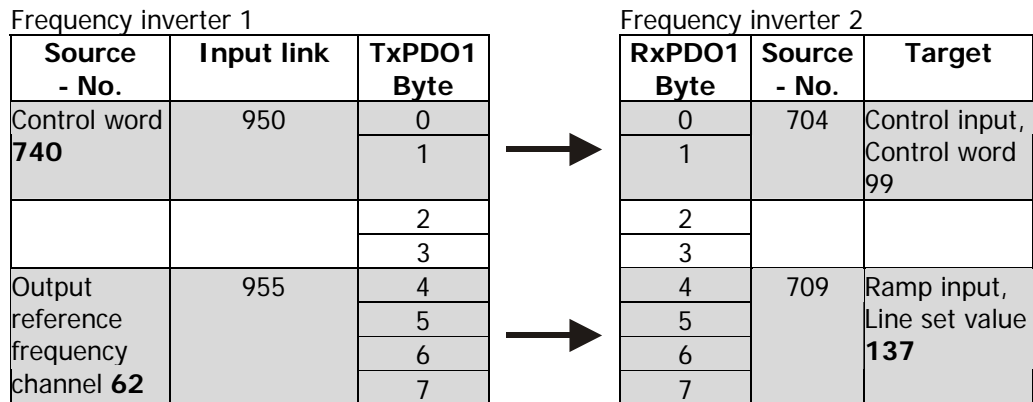 Frequency inverter 1
Source - No. Input link TxPDO1 Byte
Control word 740 950 0
1
2
3
Output reference frequency channel 62 955 4
5
6
7
Frequency inverter 2
RxPDO1 Byte Source - No. Target
0 704 Control input, Control word 99
1
2
3
4 709 Ramp input, Line set value 137
5
6
7